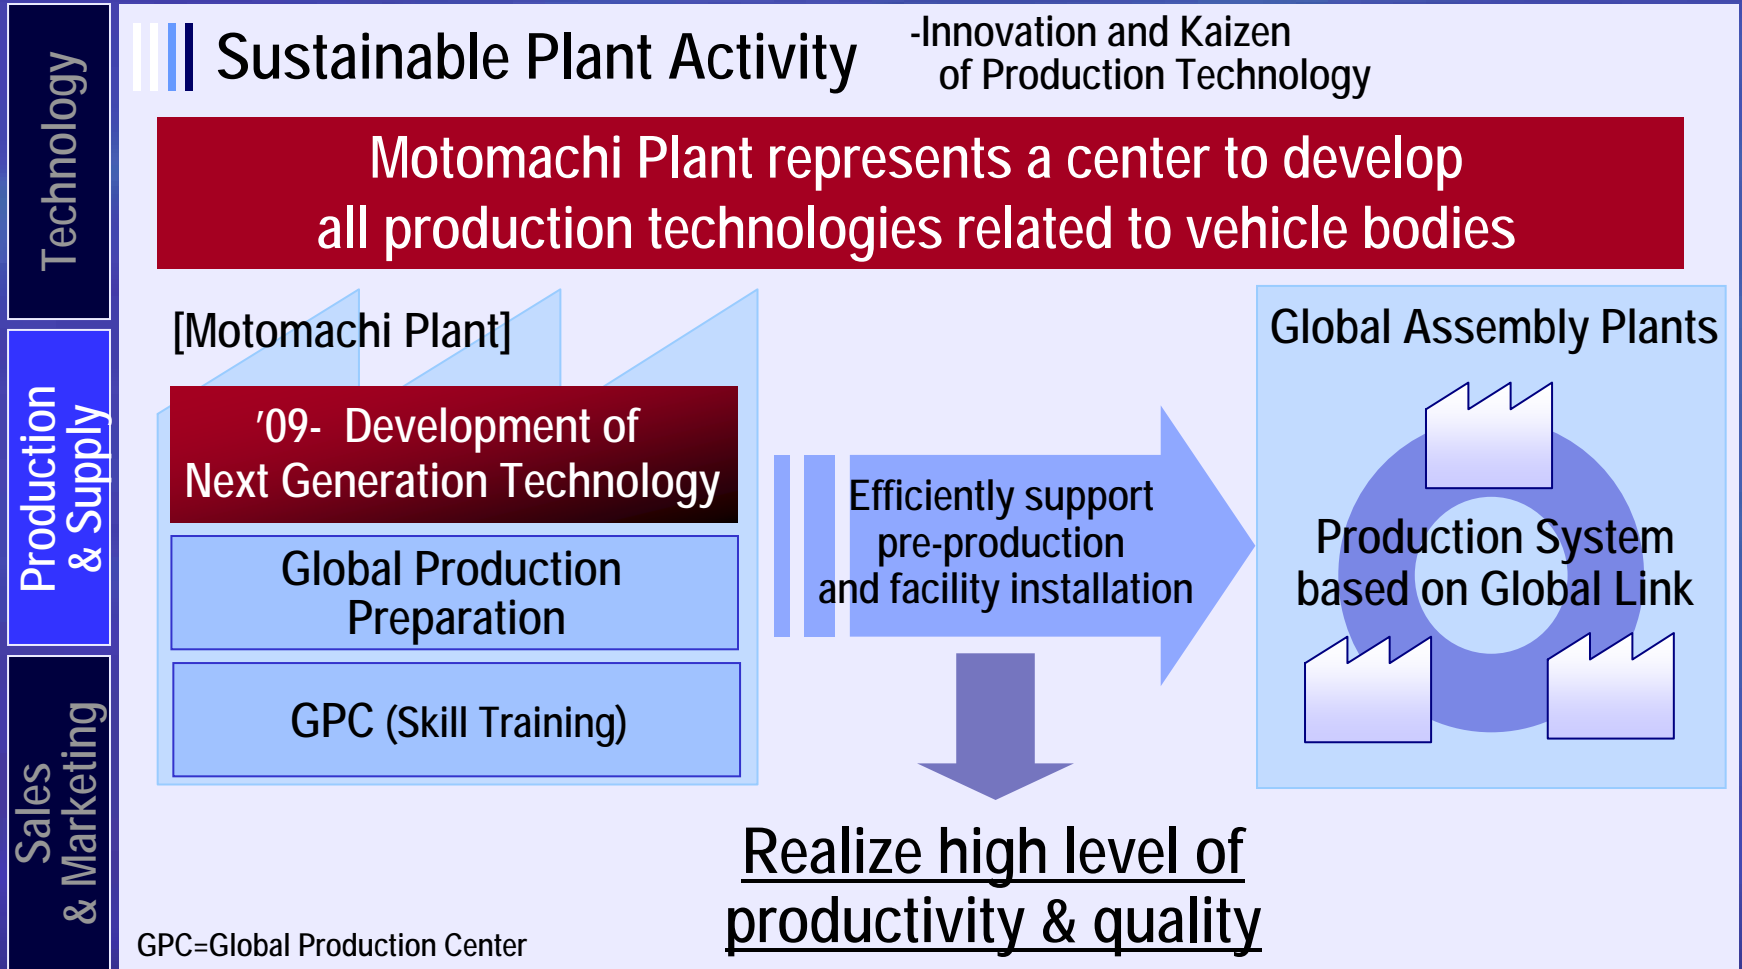 Technology
Production
& Supply
Sales
& Marketing
Sustainable Plant Activity
-Innovation and Kaizen
of Production Technology
Motomachi Plant represents a center to develop
all production technologies related to vehicle bodies
[Motomachi Plant]
'09- Development of
Next Generation Technology
Global Production
Preparation
GPC (Skill Training)
Efficiently support
pre-production
and facility installation
Global Assembly Plants
Production System
based on Global Link
Realize high level of
productivity & quality
GPC=Global Production Center